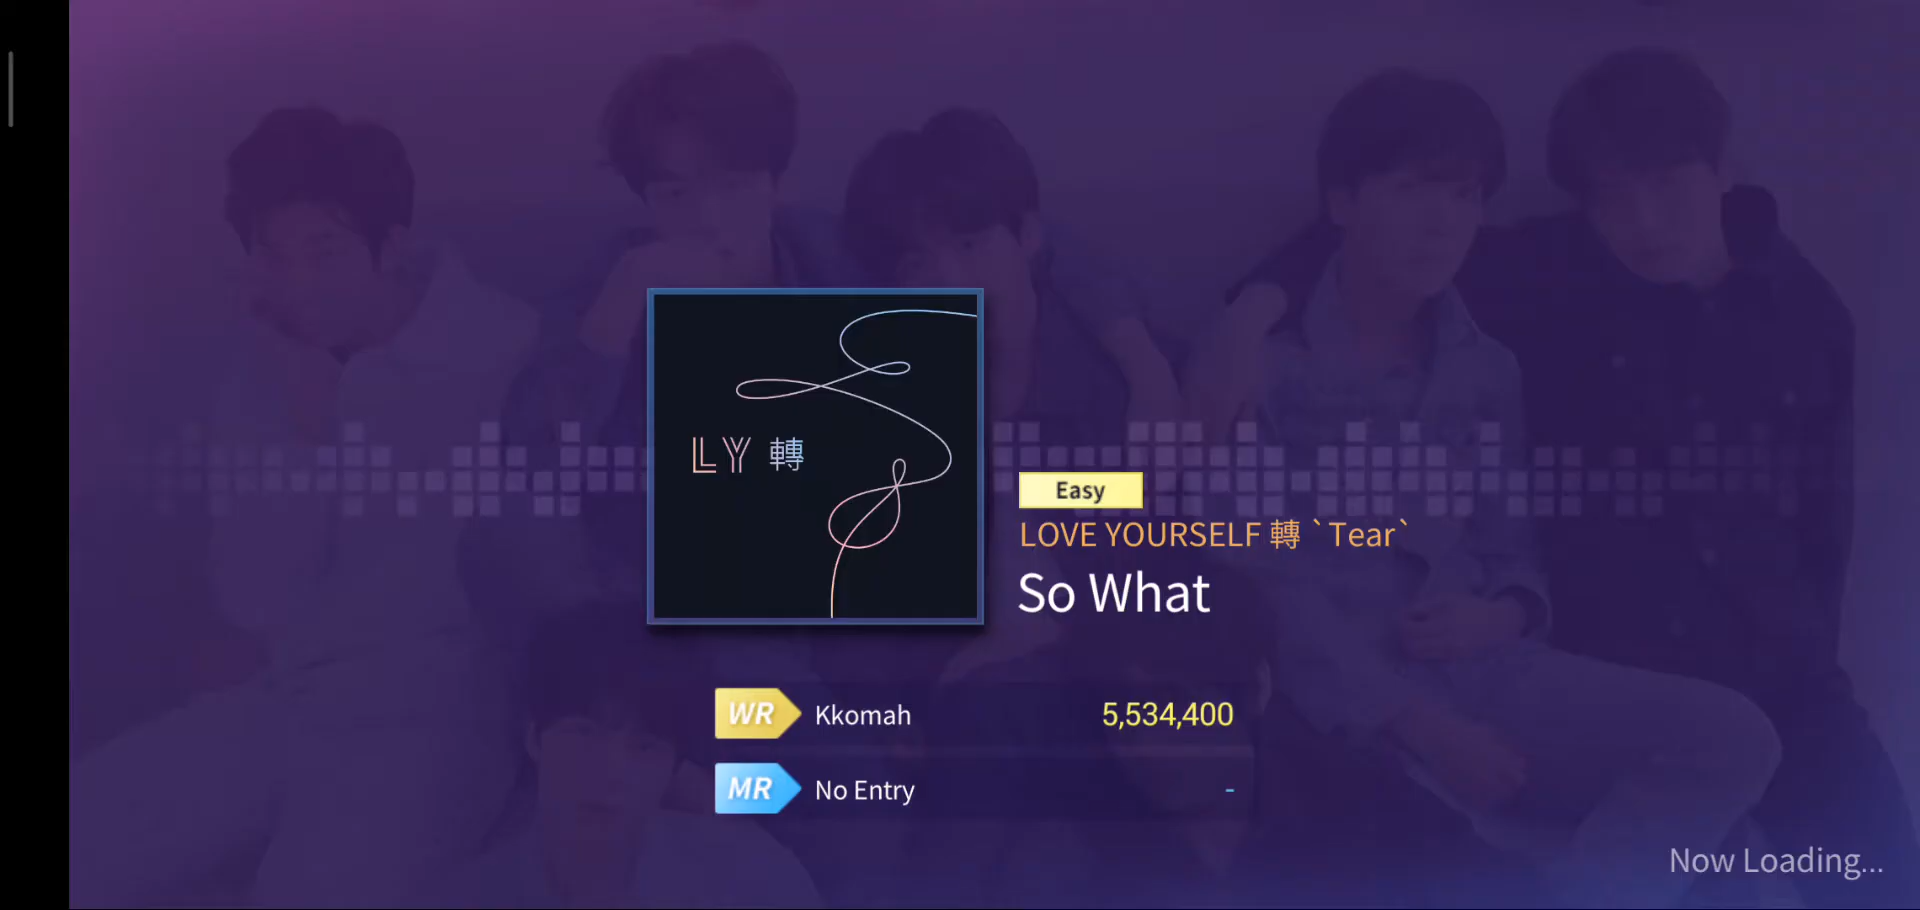 LY 轉
Easy
LOVE YOURSELF 轉 `Tear`
So What
WR Kkomah 5,534,400
MR No Entry -
Now Loading...